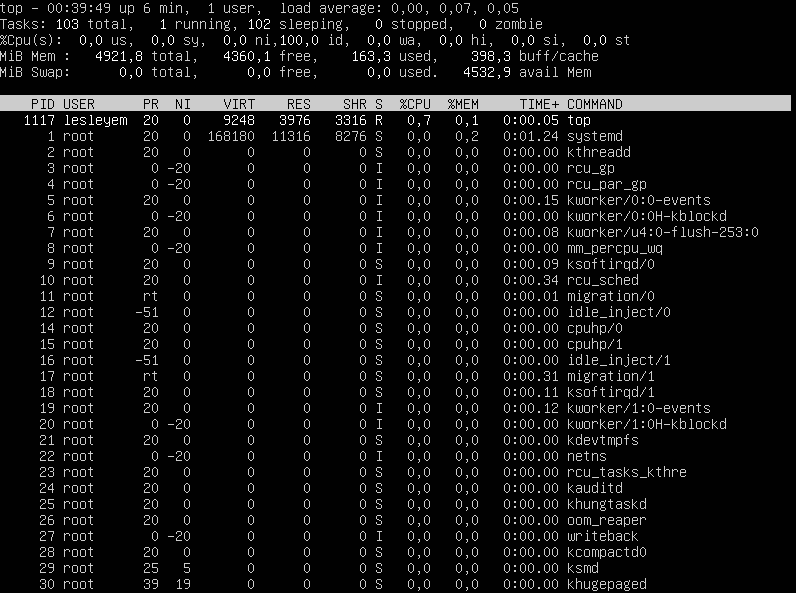 top - 00:39:49 up 6 min,  1 user,  load average: 0,00, 0,07, 0,05
Tasks: 103 total,   1 running, 102 sleeping,   0 stopped,   0 zombie
%Cpu(s):  0,0 us,  0,0 sy,  0,0 ni,100,0 id,  0,0 wa,  0,0 hi,  0,0 si,  0,0 st
MiB Mem :   4921,8 total,   4360,1 free,    163,3 used,    398,3 buff/cache
MiB Swap:      0,0 total,      0,0 free,      0,0 used.   4532,9 avail Mem
PID USER      PR  NI    VIRT    RES    SHR S  %CPU  %MEM     TIME+ COMMAND
1117 lesleyem  20   0    9248   3976   3316 R   0,7   0,1   0:00.05 top
1 root      20   0  168180  11316   8276 S   0,0   0,2   0:01.24 systemd
2 root      20   0       0      0      0 S   0,0   0,0   0:00.00 kthreadd
3 root       0 -20       0      0      0 I   0,0   0,0   0:00.00 rcu_gp
4 root       0 -20       0      0      0 I   0,0   0,0   0:00.00 rcu_par_gp
5 root      20   0       0      0      0 I   0,0   0,0   0:00.15 kworker/0:0-events
6 root       0 -20       0      0      0 I   0,0   0,0   0:00.00 kworker/0:0H-kblockd
7 root      20   0       0      0      0 I   0,0   0,0   0:00.08 kworker/u4:0-flush-253:0
8 root       0 -20       0      0      0 I   0,0   0,0   0:00.00 mm_percpu_wq
9 root      20   0       0      0      0 S   0,0   0,0   0:00.09 ksoftirqd/0
10 root      20   0       0      0      0 I   0,0   0,0   0:00.34 rcu_sched
11 root      rt   0       0      0      0 S   0,0   0,0   0:00.01 migration/0
12 root     -51   0       0      0      0 S   0,0   0,0   0:00.00 idle_inject/0
14 root      20   0       0      0      0 S   0,0   0,0   0:00.00 cpuhp/0
15 root      20   0       0      0      0 S   0,0   0,0   0:00.00 cpuhp/1
16 root     -51   0       0      0      0 S   0,0   0,0   0:00.00 idle_inject/1
17 root      rt   0       0      0      0 S   0,0   0,0   0:00.31 migration/1
18 root      20   0       0      0      0 S   0,0   0,0   0:00.11 ksoftirqd/1
19 root      20   0       0      0      0 I   0,0   0,0   0:00.12 kworker/1:0-events
20 root       0 -20       0      0      0 I   0,0   0,0   0:00.00 kworker/1:0H-kblockd
21 root      20   0       0      0      0 S   0,0   0,0   0:00.00 kdevtmpfs
22 root       0 -20       0      0      0 I   0,0   0,0   0:00.00 netns
23 root      20   0       0      0      0 S   0,0   0,0   0:00.00 rcu_tasks_kthre
24 root      20   0       0      0      0 S   0,0   0,0   0:00.00 kauditd
25 root      20   0       0      0      0 S   0,0   0,0   0:00.00 khungtaskd
26 root      20   0       0      0      0 S   0,0   0,0   0:00.00 oom_reaper
27 root       0 -20       0      0      0 I   0,0   0,0   0:00.00 writeback
28 root      20   0       0      0      0 S   0,0   0,0   0:00.00 kcompactd0
29 root      25   5       0      0      0 S   0,0   0,0   0:00.00 ksmd
30 root      39  19       0      0      0 S   0,0   0,0   0:00.00 khugepaged